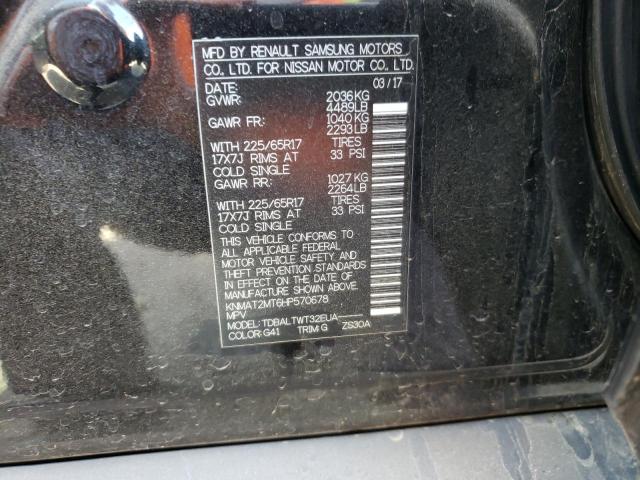 MFD BY RENAULT SAMSUNG MOTORS
CO., LTD. FOR NISSAN MOTOR CO., LTD.
DATE: 03/17
GVWR: 2036KG
4489LB
GAWR FR: 1040KG
2293LB
WITH 225/65R17 TIRES
17X7J RIMS AT 33 PSI
COLD SINGLE
GAWR RR: 1027 KG
2264LB
WITH 225/65R17 TIRES
17X7J RIMS AT 33 PSI
COLD SINGLE
THIS VEHICLE CONFORMS TO
ALL APPLICABLE FEDERAL
MOTOR VEHICLE SAFETY AND
THEFT PREVENTION STANDARDS
IN EFFECT ON THE DATE OF
MANUFACTURE SHOWN ABOVE.
KNMAT2MT6HP570678
MPV
MODEL: TDBALTWT32EUA-----
COLOR: G41 TRIM: G ZS30A